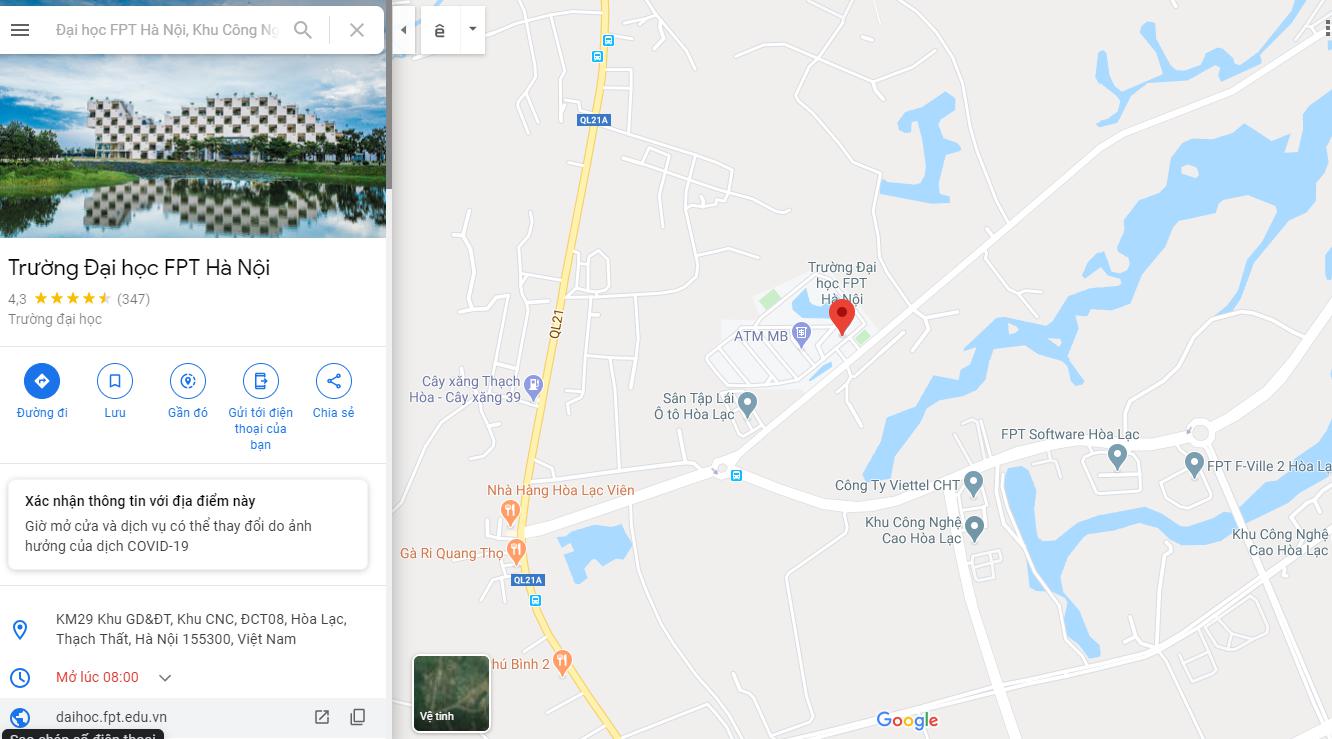 Đại học FPT Hà Nội, Khu Công Ng
Trường Đại học FPT Hà Nội
4,3 (347)
Trường đại học
Đường đi
Lưu
Gần đó
Gửi tới điện
thoại của
bạn
Chia sẻ
Xác nhận thông tin với địa điểm này
Giờ mở cửa và dịch vụ có thể thay đổi do ảnh
hưởng của dịch COVID-19
KM29 Khu GD&ĐT, Khu CNC, ĐCT08, Hòa Lạc,
Thạch Thất, Hà Nội 155300, Việt Nam
Mở lúc 08:00
daihoc.fpt.edu.vn
Sao chép số điện thoại
ê
QL21A
QL21
Trường Đại
học FPT
Hà Nội
ATM MB
Cây xăng Thạch
Hòa - Cây xăng 39
Sân Tập Lái
Ô tô Hòa Lạc
FPT Software Hòa Lạc
FPT F-Ville 2 Hòa Lạ
Công Ty Viettel CHT
Nhà Hàng Hòa Lạc Viên
Khu Công Nghệ
Cao Hòa Lạc
Khu Công Nghệ
Cao Hòa Lạc
Gà Ri Quang Thọ
QL21A
hú Bình 2
Vệ tinh
Google